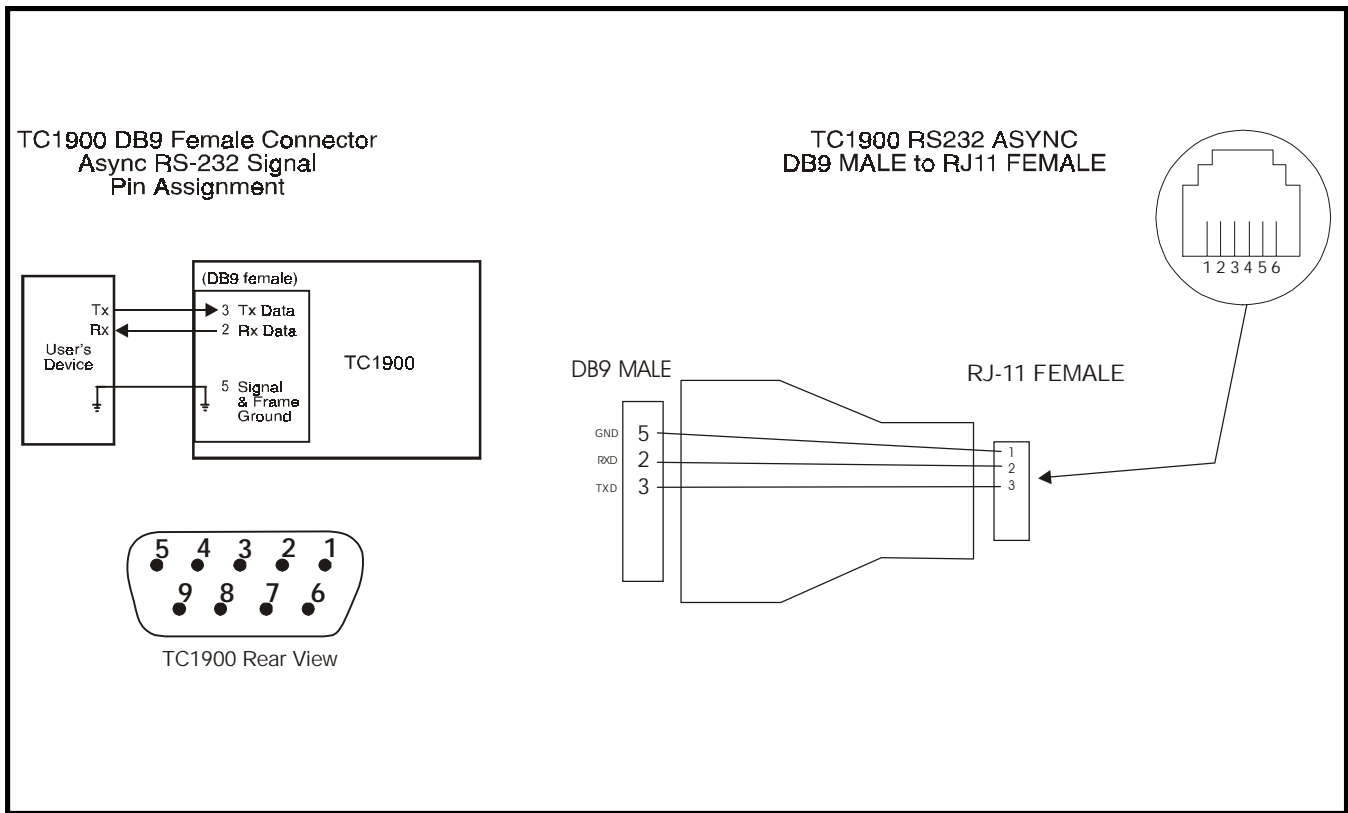 TC1900 DB9 Female Connector
Async RS-232 Signal
Pin Assignment
(DB9 female)
Tx
3 Tx Data
Rx
2 Rx Data
User's
Device
TC1900
5 Signal
& Frame
Ground
5 4 3 2 1
9 8 7 6
TC1900 Rear View
TC1900 RS232 ASYNC
DB9 MALE to RJ11 FEMALE
1 2 3 4 5 6
DB9 MALE
RJ-11 FEMALE
GND 5
RXD 2
TXD 3
1
2
3